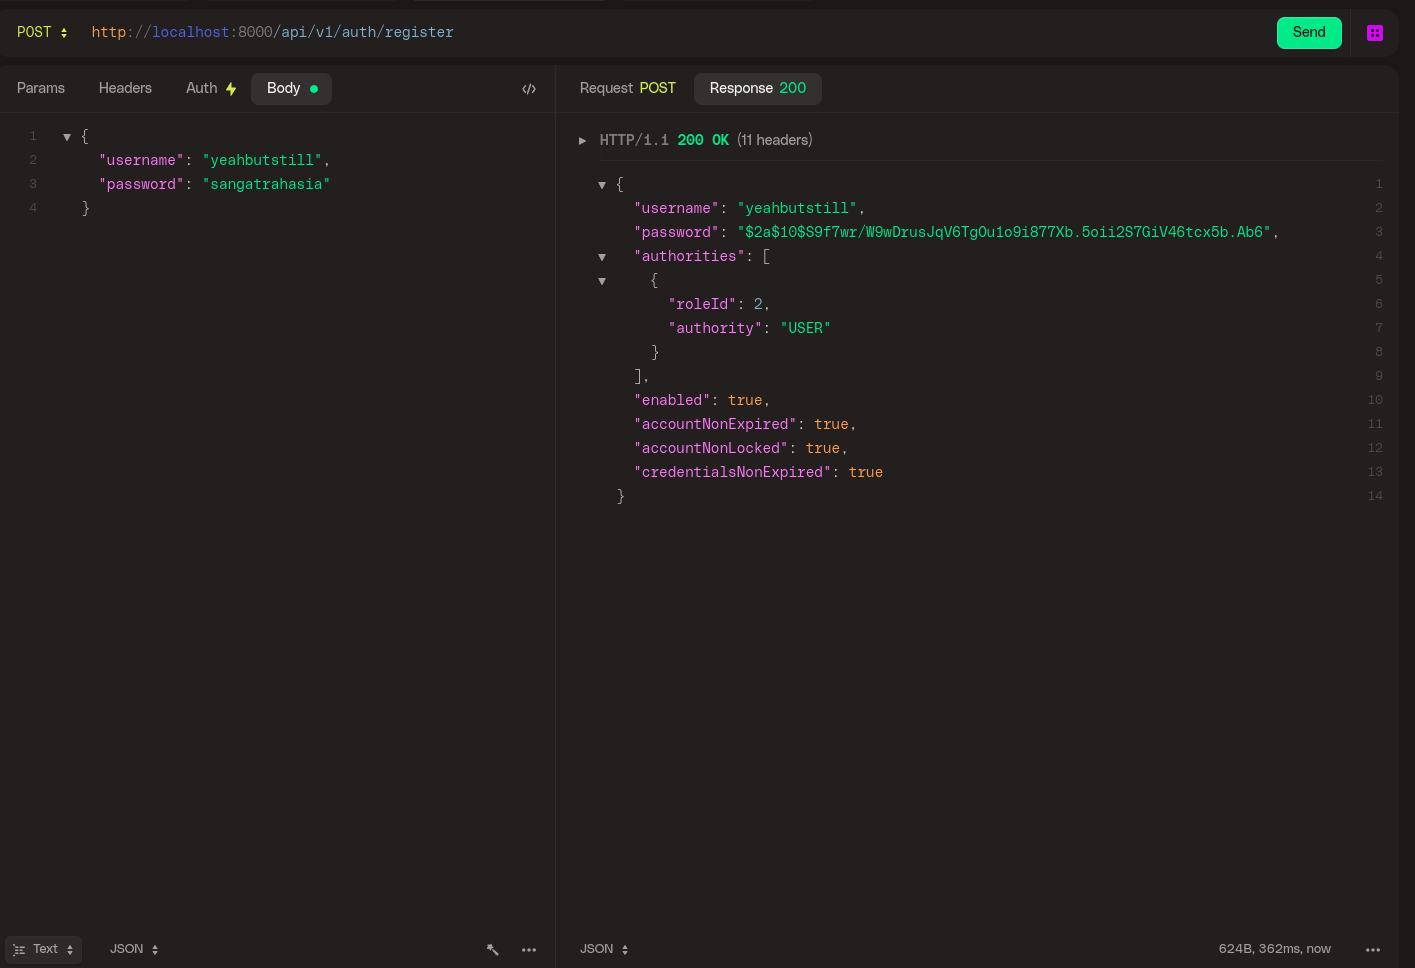 POST http://localhost:8000/api/v1/auth/register Send
Params Headers Auth Body
Request POST Response 200
1 {
2 "username": "yeahbutstill",
3 "password": "sangatrahasia"
4 }
HTTP/1.1 200 OK (11 headers)
{ 1
"username": "yeahbutstill", 2
"password": "$2a$10$S9f7wr/W9wDrusJqV6TgOu1o9i877Xb.5oii2S7GiV46tcx5b.Ab6", 3
"authorities": [ 4
{ 5
"roleId": 2, 6
"authority": "USER" 7
} 8
], 9
"enabled": true, 10
"accountNonExpired": true, 11
"accountNonLocked": true, 12
"credentialsNonExpired": true 13
} 14
Text JSON
JSON 624B, 362ms, now